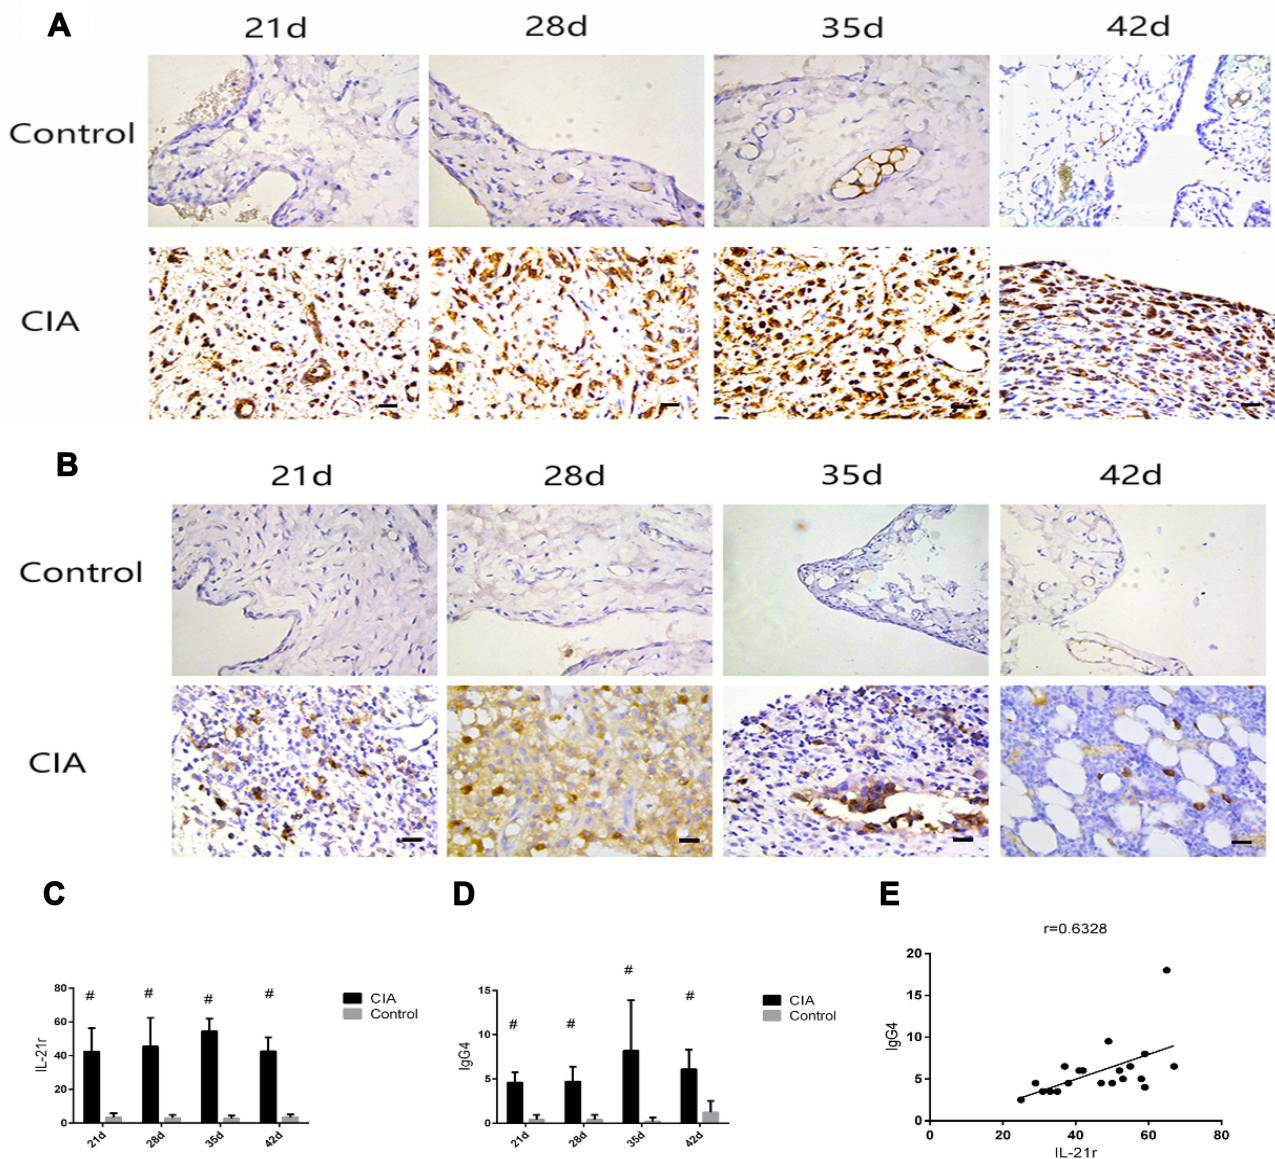 A
21d 28d 35d 42d
Control
CIA
B
21d 28d 35d 42d
Control
CIA
C
80
60
40
20
0
IL-21r
# # # #
21d 28d 35d 42d
CIA
Control
D
15
10
5
0
IgG4
# # # #
21d 28d 35d 42d
CIA
Control
E
r=0.6328
20
15
10
5
0
IgG4
0 20 40 60 80
IL-21r